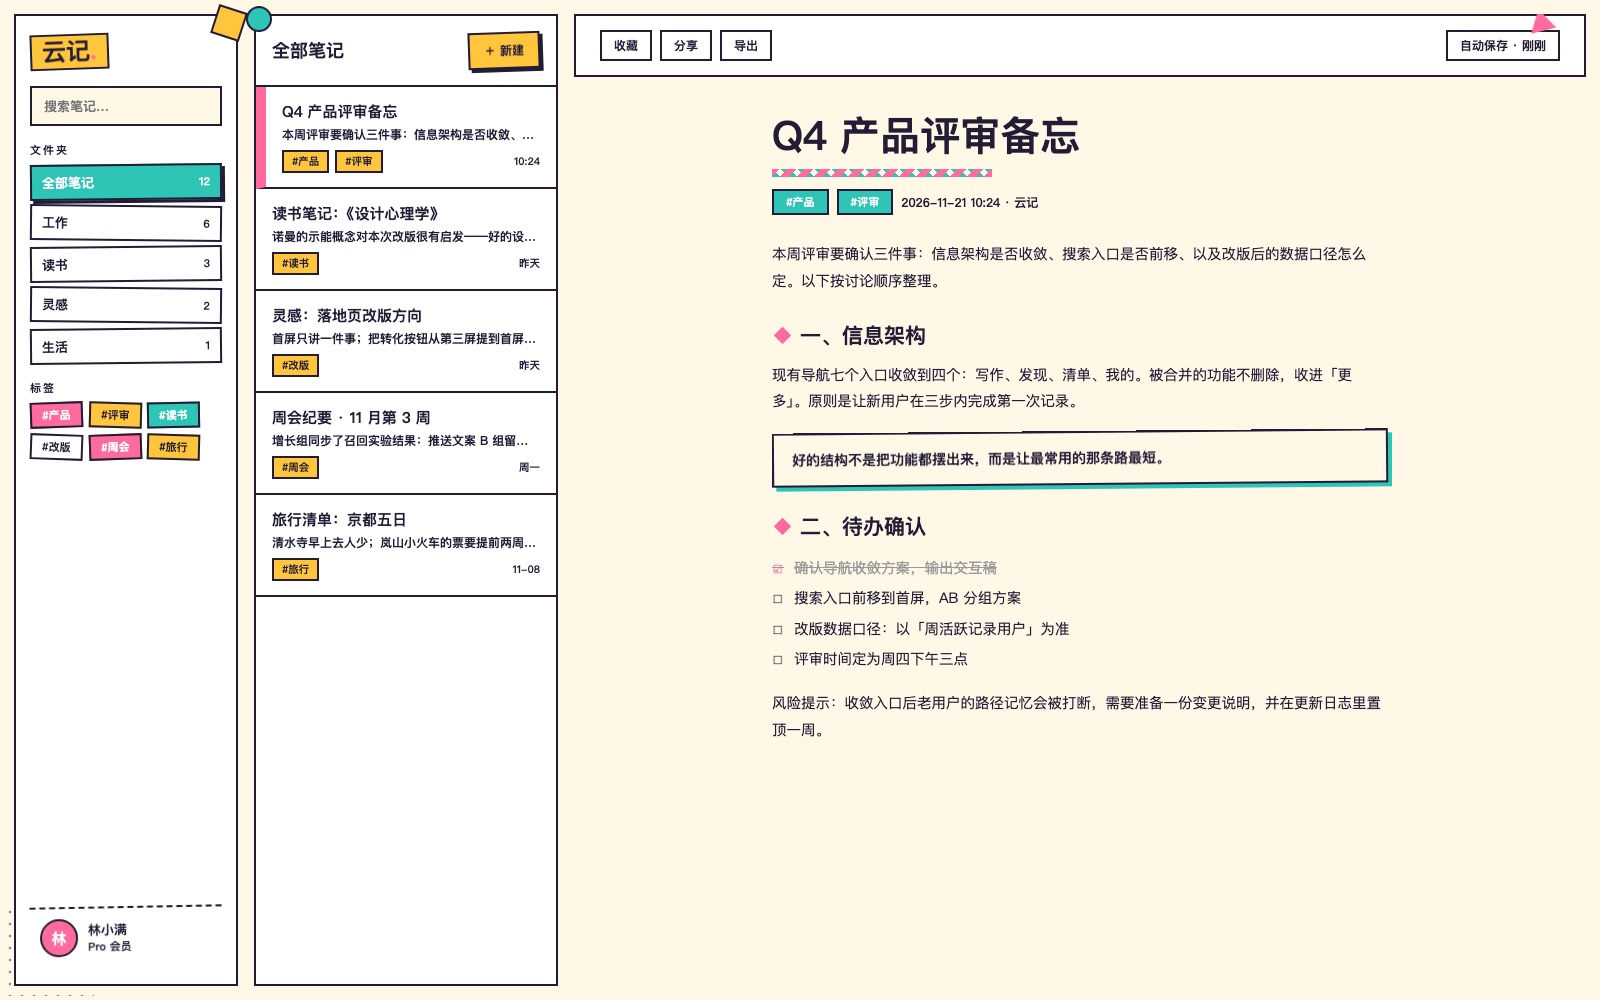 云记.
搜索笔记...
文件夹
全部笔记 12
工作 6
读书 3
灵感 2
生活 1
标签
#产品 #评审 #读书
#改版 #周会 #旅行
林
林小满
Pro 会员
全部笔记
+ 新建
Q4 产品评审备忘
本周评审要确认三件事：信息架构是否收敛、...
#产品 #评审 10:24
读书笔记：《设计心理学》
诺曼的示能概念对本次改版很有启发——好的设...
#读书 昨天
灵感：落地页改版方向
首屏只讲一件事；把转化按钮从第三屏提到首屏...
#改版 昨天
周会纪要 · 11 月第 3 周
增长组同步了召回实验结果：推送文案 B 组留...
#周会 周一
旅行清单：京都五日
清水寺早上去人少；岚山小火车的票要提前两周...
#旅行 11-08
收藏 分享 导出
自动保存 · 刚刚
Q4 产品评审备忘
#产品 #评审 2026-11-21 10:24 · 云记
本周评审要确认三件事：信息架构是否收敛、搜索入口是否前移、以及改版后的数据口径怎么
定。以下按讨论顺序整理。
一、信息架构
现有导航七个入口收敛到四个：写作、发现、清单、我的。被合并的功能不删除，收进「更
多」。原则是让新用户在三步内完成第一次记录。
好的结构不是把功能都摆出来，而是让最常用的那条路最短。
二、待办确认
☑ 确认导航收敛方案，输出交互稿
☐ 搜索入口前移到首屏，AB 分组方案
☐ 改版数据口径：以「周活跃记录用户」为准
☐ 评审时间定为周四下午三点
风险提示：收敛入口后老用户的路径记忆会被打断，需要准备一份变更说明，并在更新日志里置
顶一周。